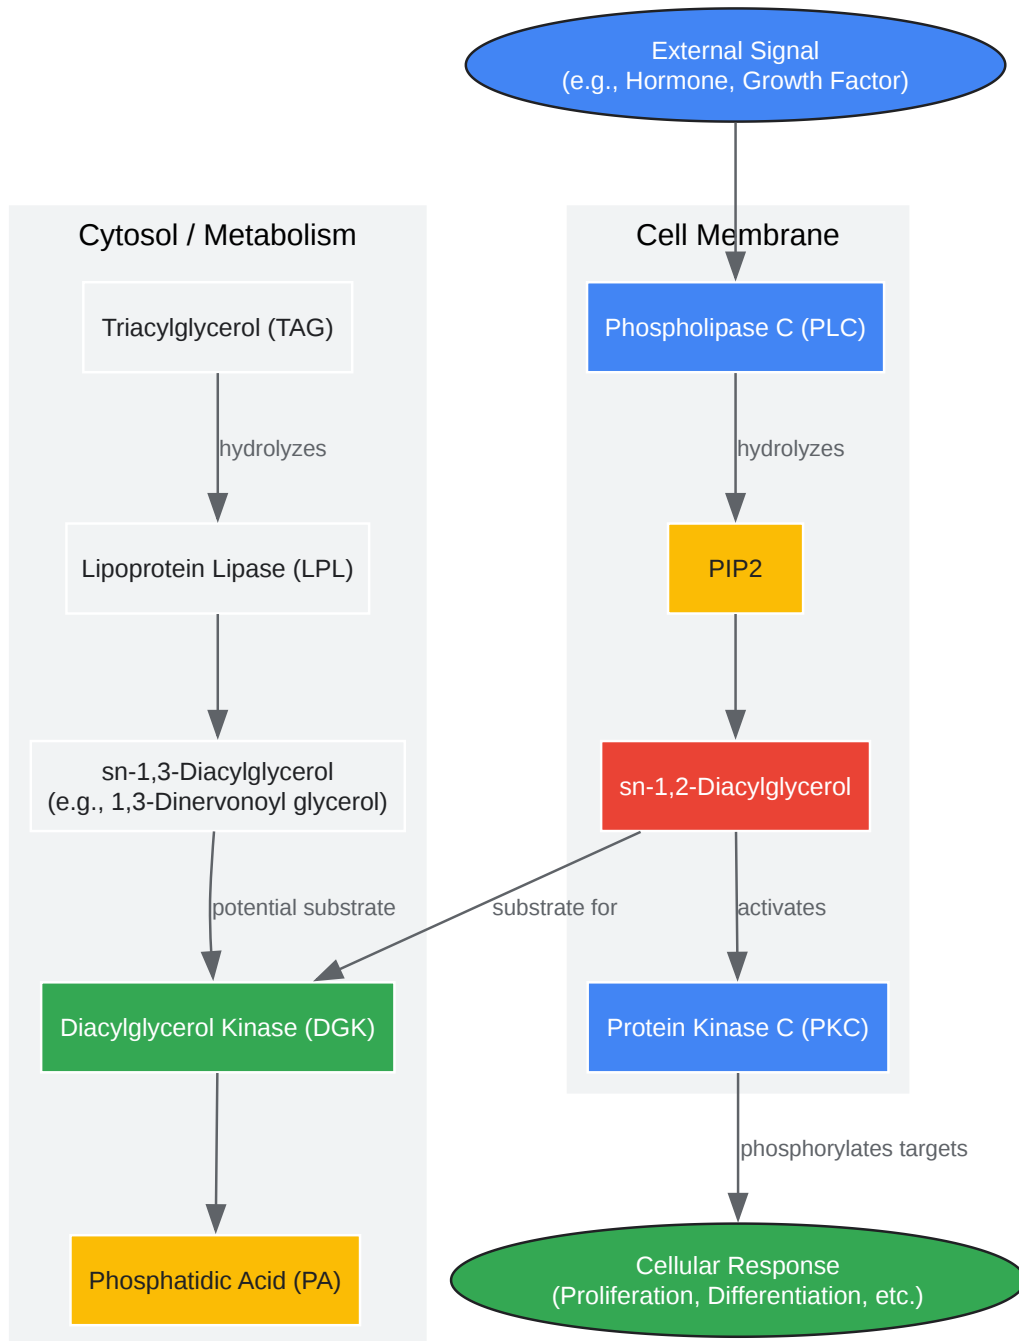 External Signal
(e.g., Hormone, Growth Factor)
Cytosol / Metabolism
Cell Membrane
Triacylglycerol (TAG)
Phospholipase C (PLC)
hydrolyzes
hydrolyzes
Lipoprotein Lipase (LPL)
PIP2
sn-1,3-Diacylglycerol
(e.g., 1,3-Dinervonoyl glycerol)
sn-1,2-Diacylglycerol
potential substrate
substrate for
activates
Diacylglycerol Kinase (DGK)
Protein Kinase C (PKC)
phosphorylates targets
Phosphatidic Acid (PA)
Cellular Response
(Proliferation, Differentiation, etc.)